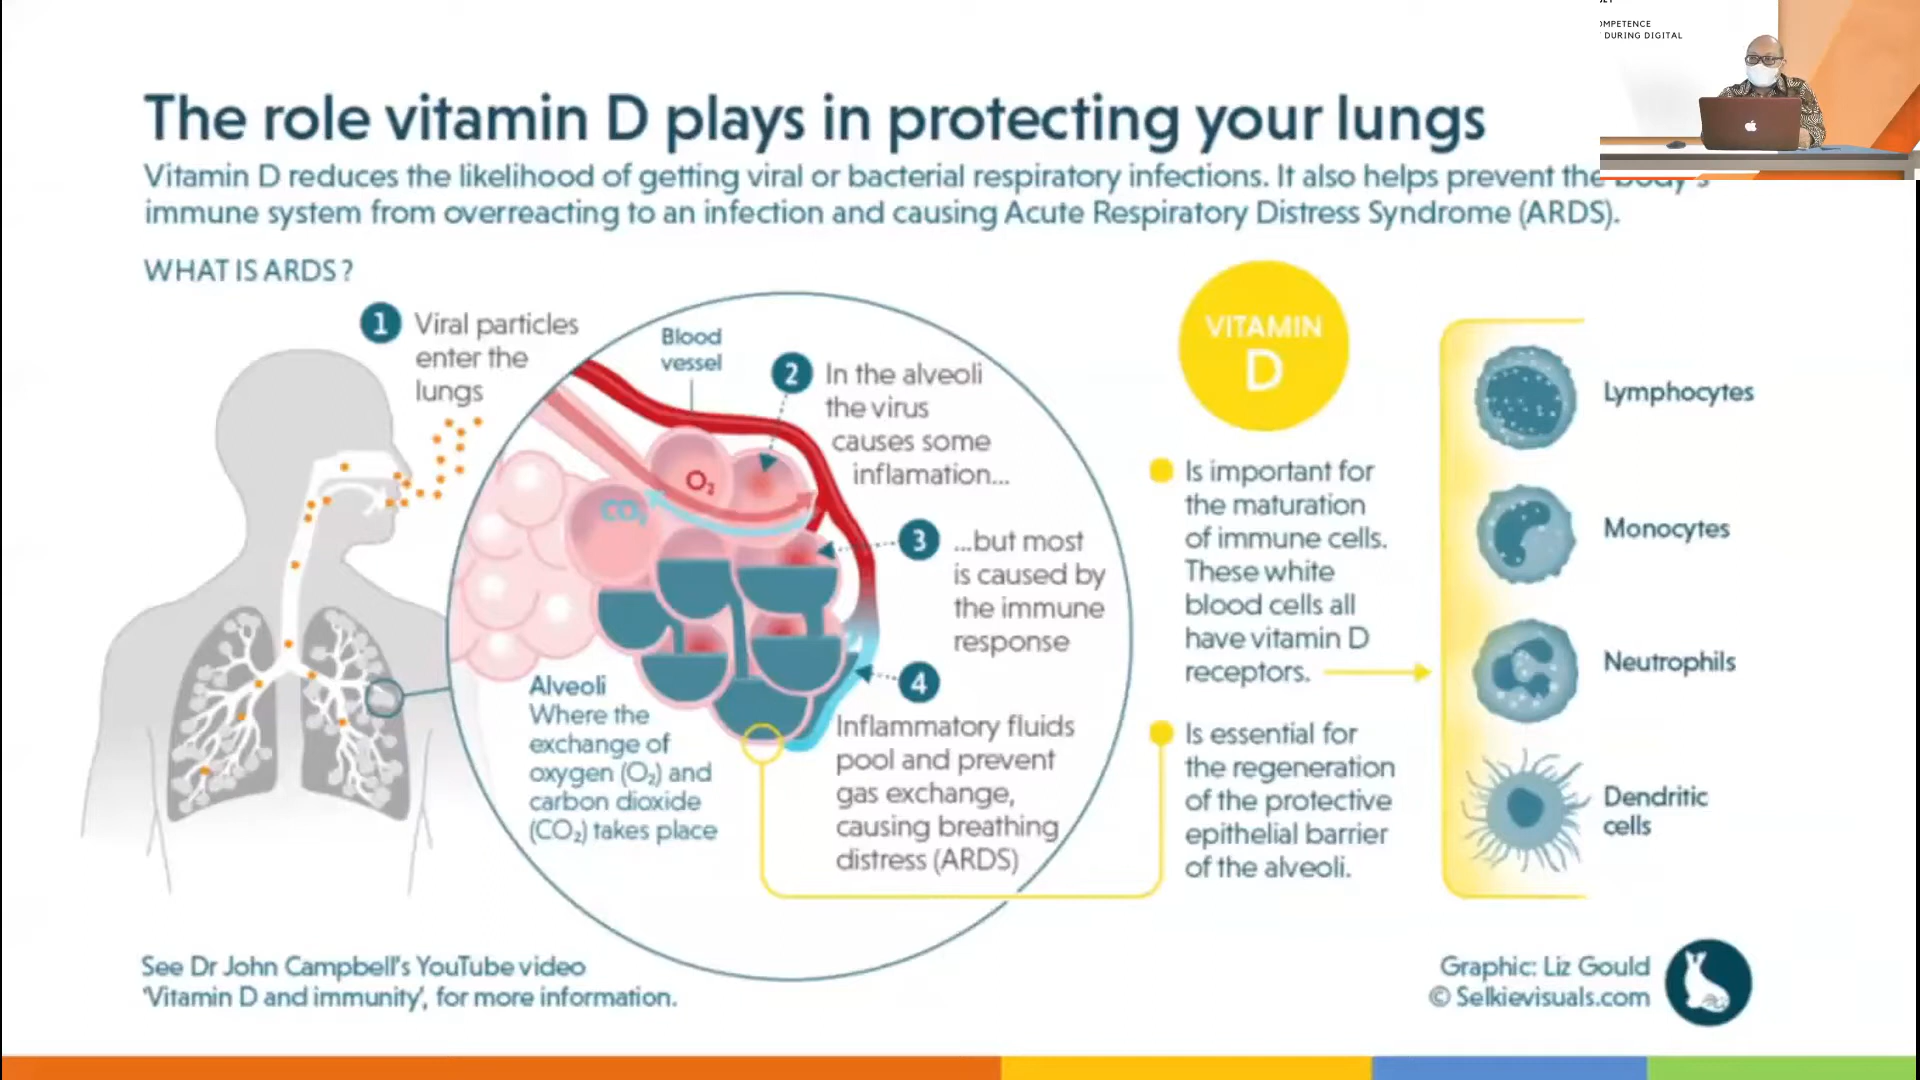 OMPETENCE
DURING DIGITAL
The role vitamin D plays in protecting your lungs
Vitamin D reduces the likelihood of getting viral or bacterial respiratory infections. It also helps prevent the body's
immune system from overreacting to an infection and causing Acute Respiratory Distress Syndrome (ARDS).
WHAT IS ARDS?
1 Viral particles
enter the
lungs
Blood
vessel
2 In the alveoli
the virus
causes some
inflamation...
O₂
CO₂
3 ...but most
is caused by
the immune
response
4
Inflammatory fluids
pool and prevent
gas exchange,
causing breathing
distress (ARDS)
Alveoli
Where the
exchange of
oxygen (O₂) and
carbon dioxide
(CO₂) takes place
VITAMIN
D
Is important for
the maturation
of immune cells.
These white
blood cells all
have vitamin D
receptors.
Is essential for
the regeneration
of the protective
epithelial barrier
of the alveoli.
Lymphocytes
Monocytes
Neutrophils
Dendritic
cells
See Dr John Campbell's YouTube video
'Vitamin D and immunity', for more information.
Graphic: Liz Gould
© Selkievisuals.com